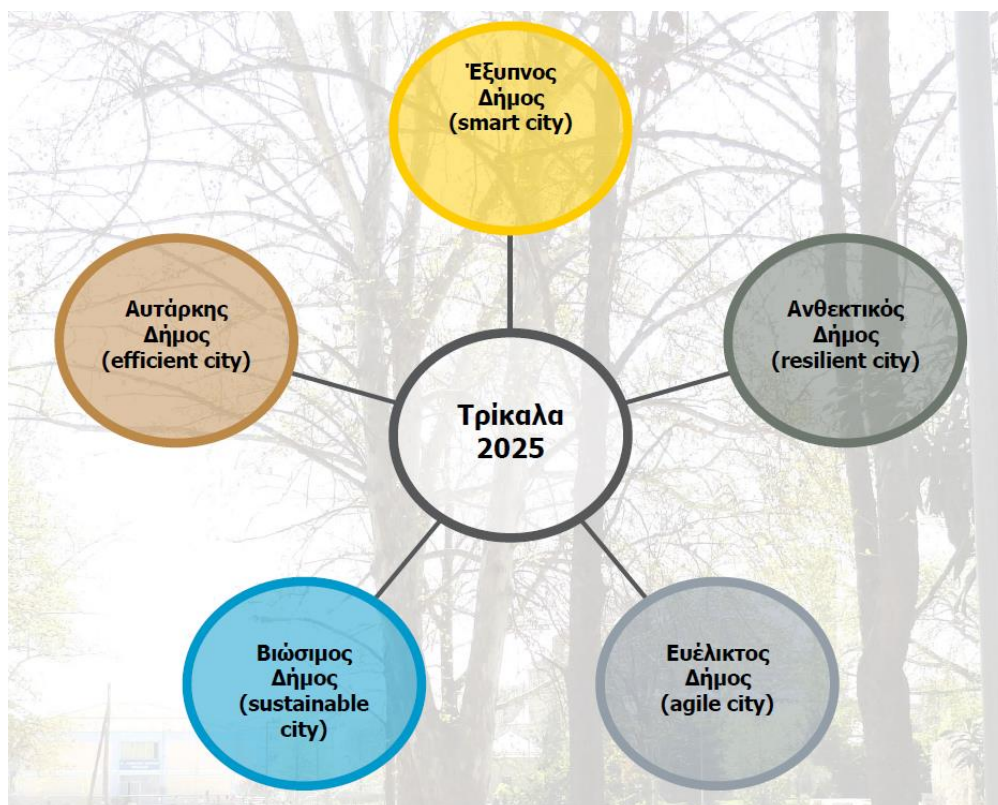 Έξυπνος
Δήμος
(smart city)
Αυτάρκης
Δήμος
(efficient city)
Ανθεκτικός
Δήμος
(resilient city)
Τρίκαλα
2025
Βιώσιμος
Δήμος
(sustainable
city)
Ευέλικτος
Δήμος
(agile city)